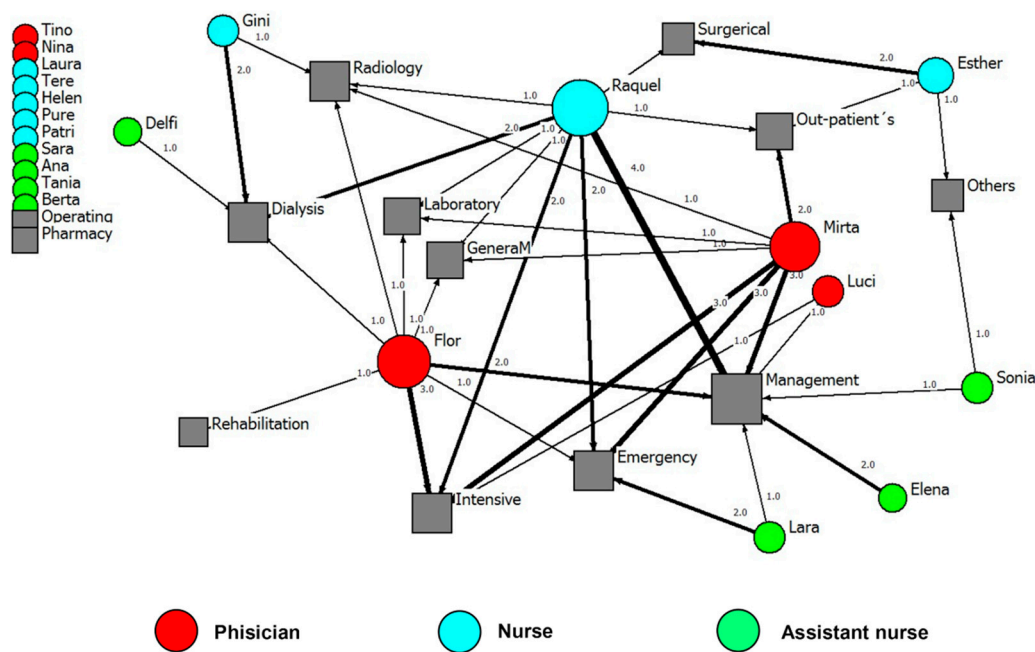 Tino
Nina
Laura
Tere
Helen
Pure
Patri
Sara
Ana
Tania
Berta
Operating
Pharmacy
Gini
1.0
2.0
Radiology
Delfi
1.0
Dialysis
Surgerical
Raquel
1.0
1.0
2.0
1.0
1.0
2.0
2.0
4.0
2.0
Esther
1.0
1.0
Out-patient´s
Others
Laboratory
GeneraM
1.0
1.0
1.0
2.0
Mirta
3.0
3.0
3.0
Luci
1.0
1.0
1.0
1.0
1.0
1.0
Flor
1.0
3.0
1.0
2.0
Rehabilitation
Management
1.0
Sonia
1.0
Intensive
Emergency
2.0
Elena
1.0
2.0
Lara
Phisician
Nurse
Assistant nurse